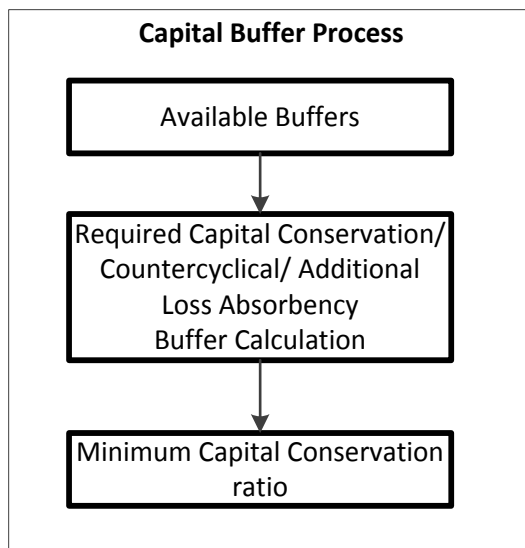 Capital Buffer Process
Available Buffers
Required Capital Conservation/
Countercyclical/ Additional
Loss Absorbency
Buffer Calculation
Minimum Capital Conservation
ratio